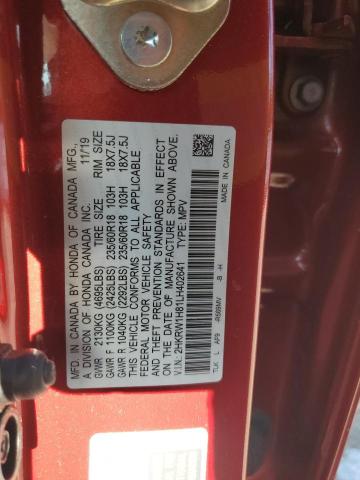 MFD. IN CANADA BY HONDA OF CANADA MFG.,
A DIVISION OF HONDA CANADA INC. 11/19
GVWR 2130KG (4695LBS) TIRE SIZE RIM SIZE
GAWR F 1100KG (2425LBS) 235/60R18 103H 18X7.5J
GAWR R 1040KG (2292LBS) 235/60R18 103H 18X7.5J
THIS VEHICLE CONFORMS TO ALL APPLICABLE
FEDERAL MOTOR VEHICLE SAFETY STANDARDS IN EFFECT
ON THE DATE OF MANUFACTURE SHOWN ABOVE.
V.I.N.: 2HKRW1H81LH402641 TYPE: MPV
TLK L AF9 -R569MV -B -H
MADE IN CANADA